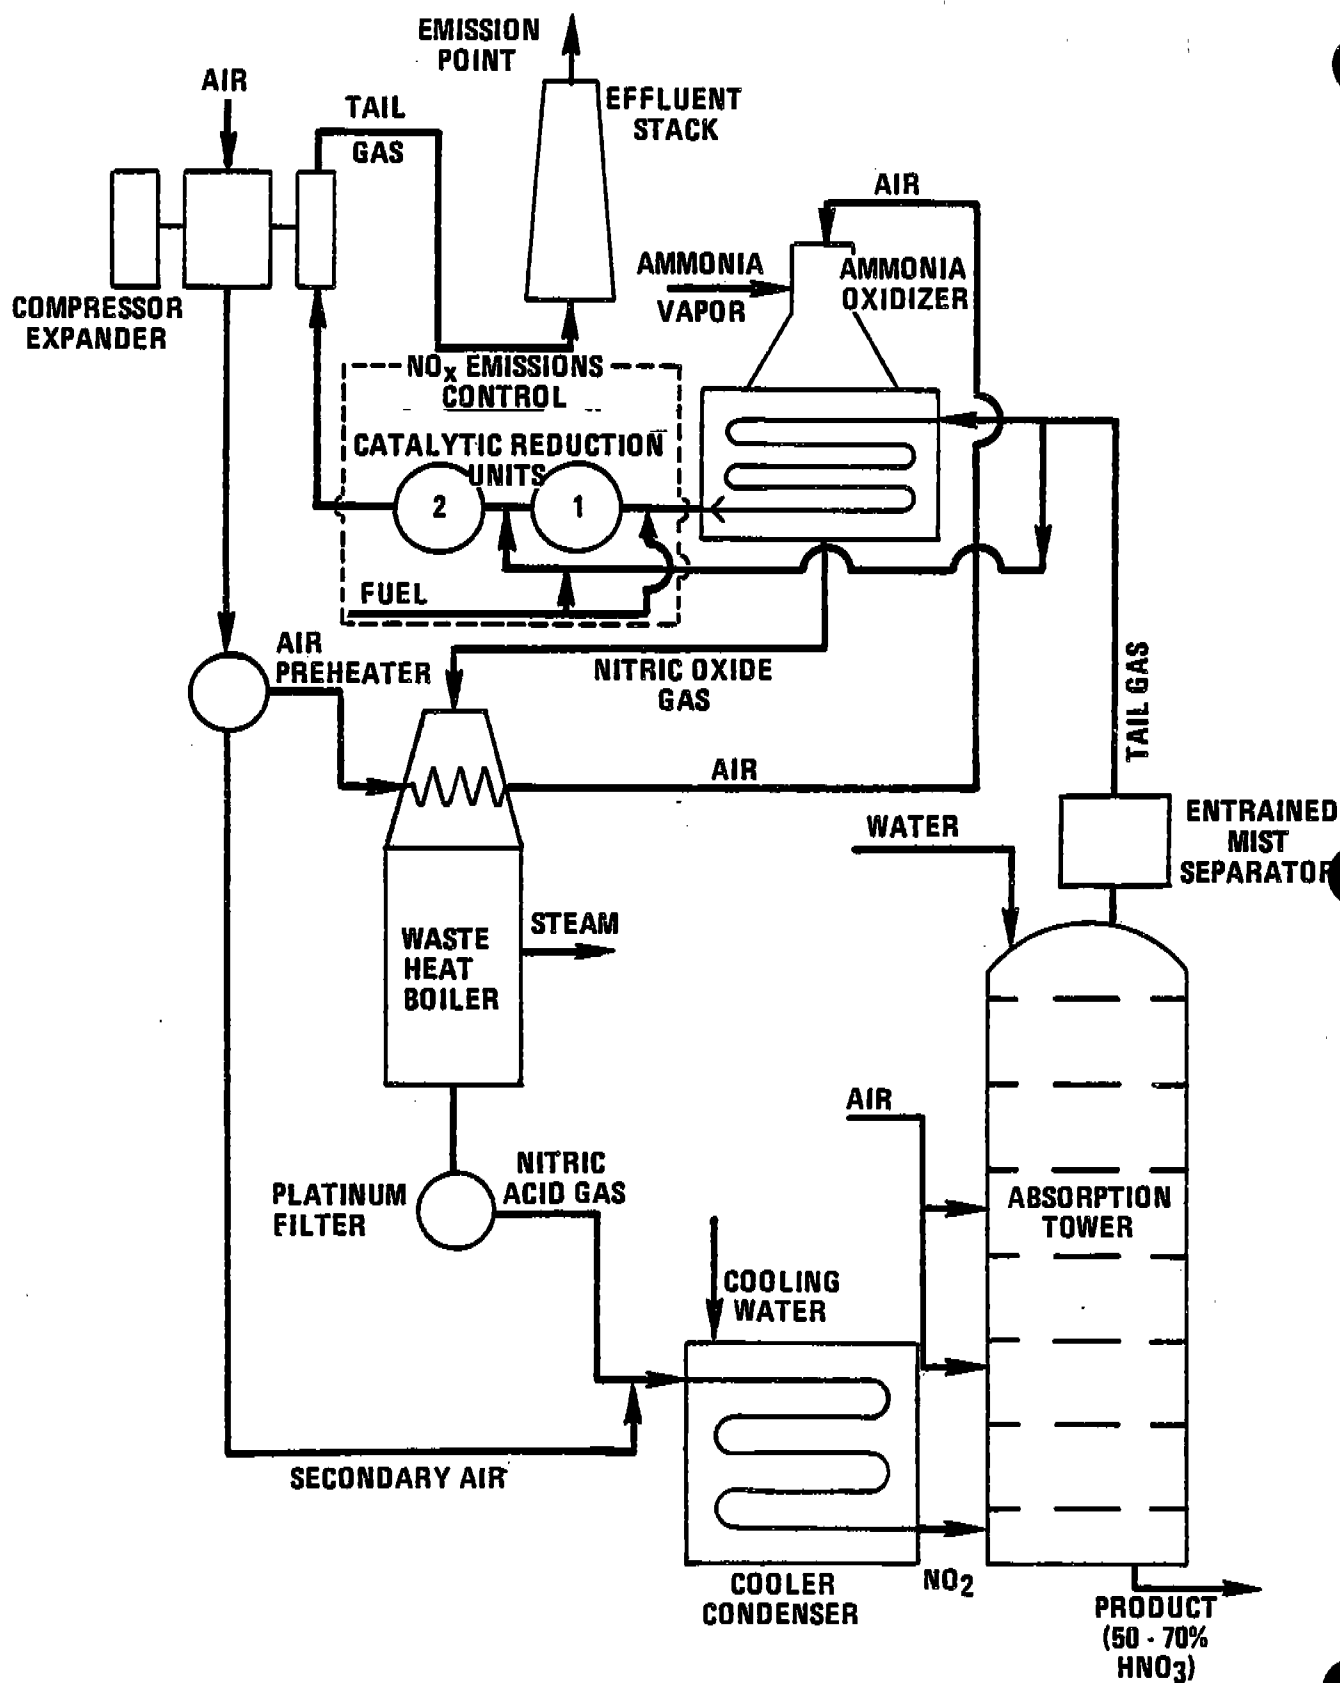 EMISSION
POINT
AIR
TAIL
GAS
EFFLUENT
STACK
AIR
COMPRESSOR
EXPANDER
AMMONIA
VAPOR
AMMONIA
OXIDIZER
NOx EMISSIONS
CONTROL
CATALYTIC REDUCTION
UNITS
2
1
FUEL
AIR
PREHEATER
NITRIC OXIDE
GAS
TAIL GAS
AIR
WATER
ENTRAINED
MIST
SEPARATOR
WASTE
HEAT
BOILER
STEAM
AIR
PLATINUM
FILTER
NITRIC
ACID GAS
ABSORPTION
TOWER
COOLING
WATER
SECONDARY AIR
COOLER
CONDENSER
NO2
PRODUCT
(50 - 70%
HNO3)